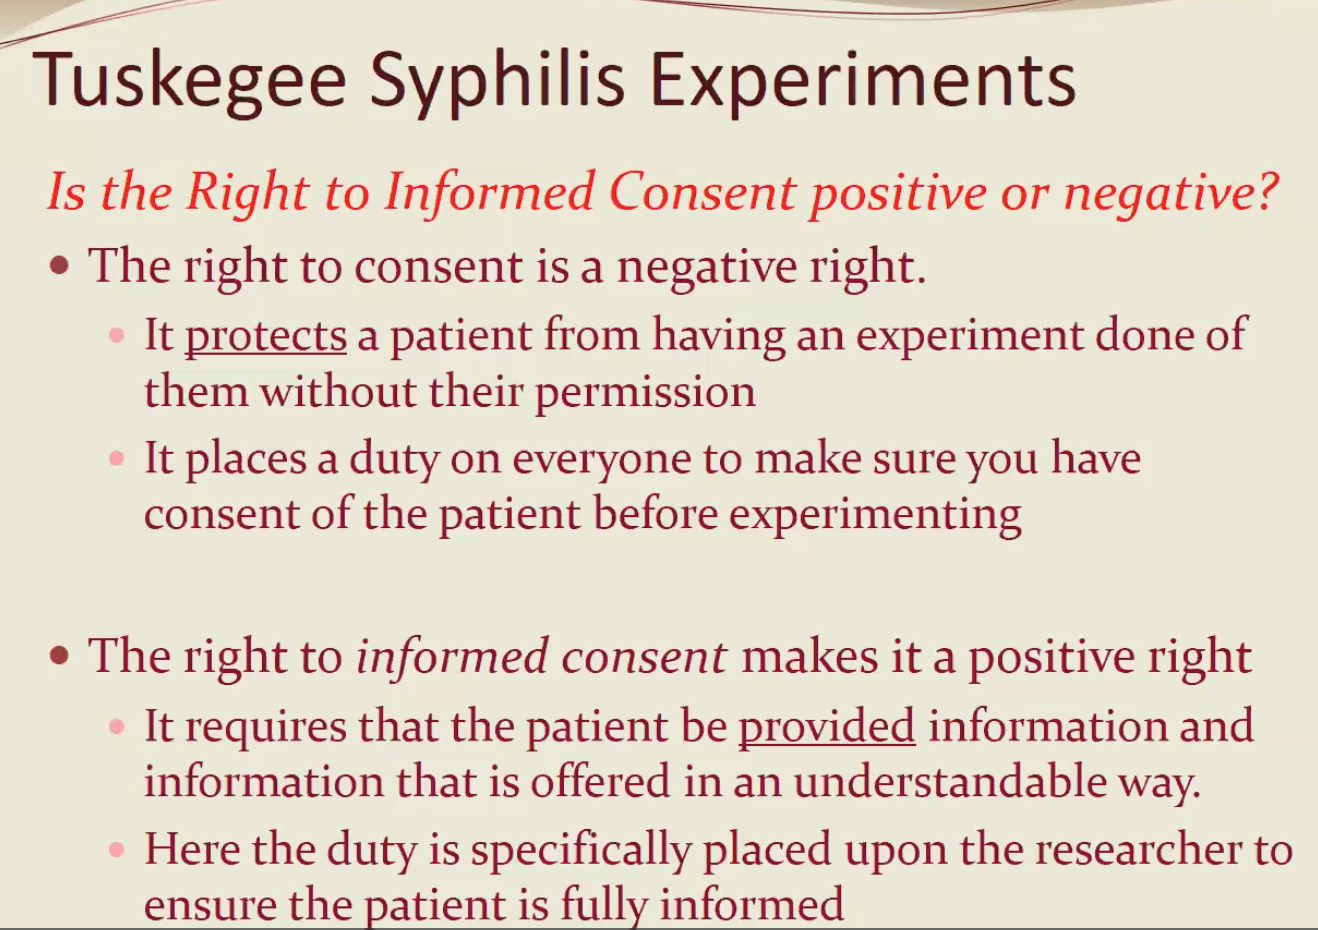 Tuskegee Syphilis Experiments
Is the Right to Informed Consent positive or negative?
• The right to consent is a negative right.
• It protects a patient from having an experiment done of
them without their permission
• It places a duty on everyone to make sure you have
consent of the patient before experimenting
• The right to informed consent makes it a positive right
• It requires that the patient be provided information and
information that is offered in an understandable way.
• Here the duty is specifically placed upon the researcher to
ensure the patient is fully informed